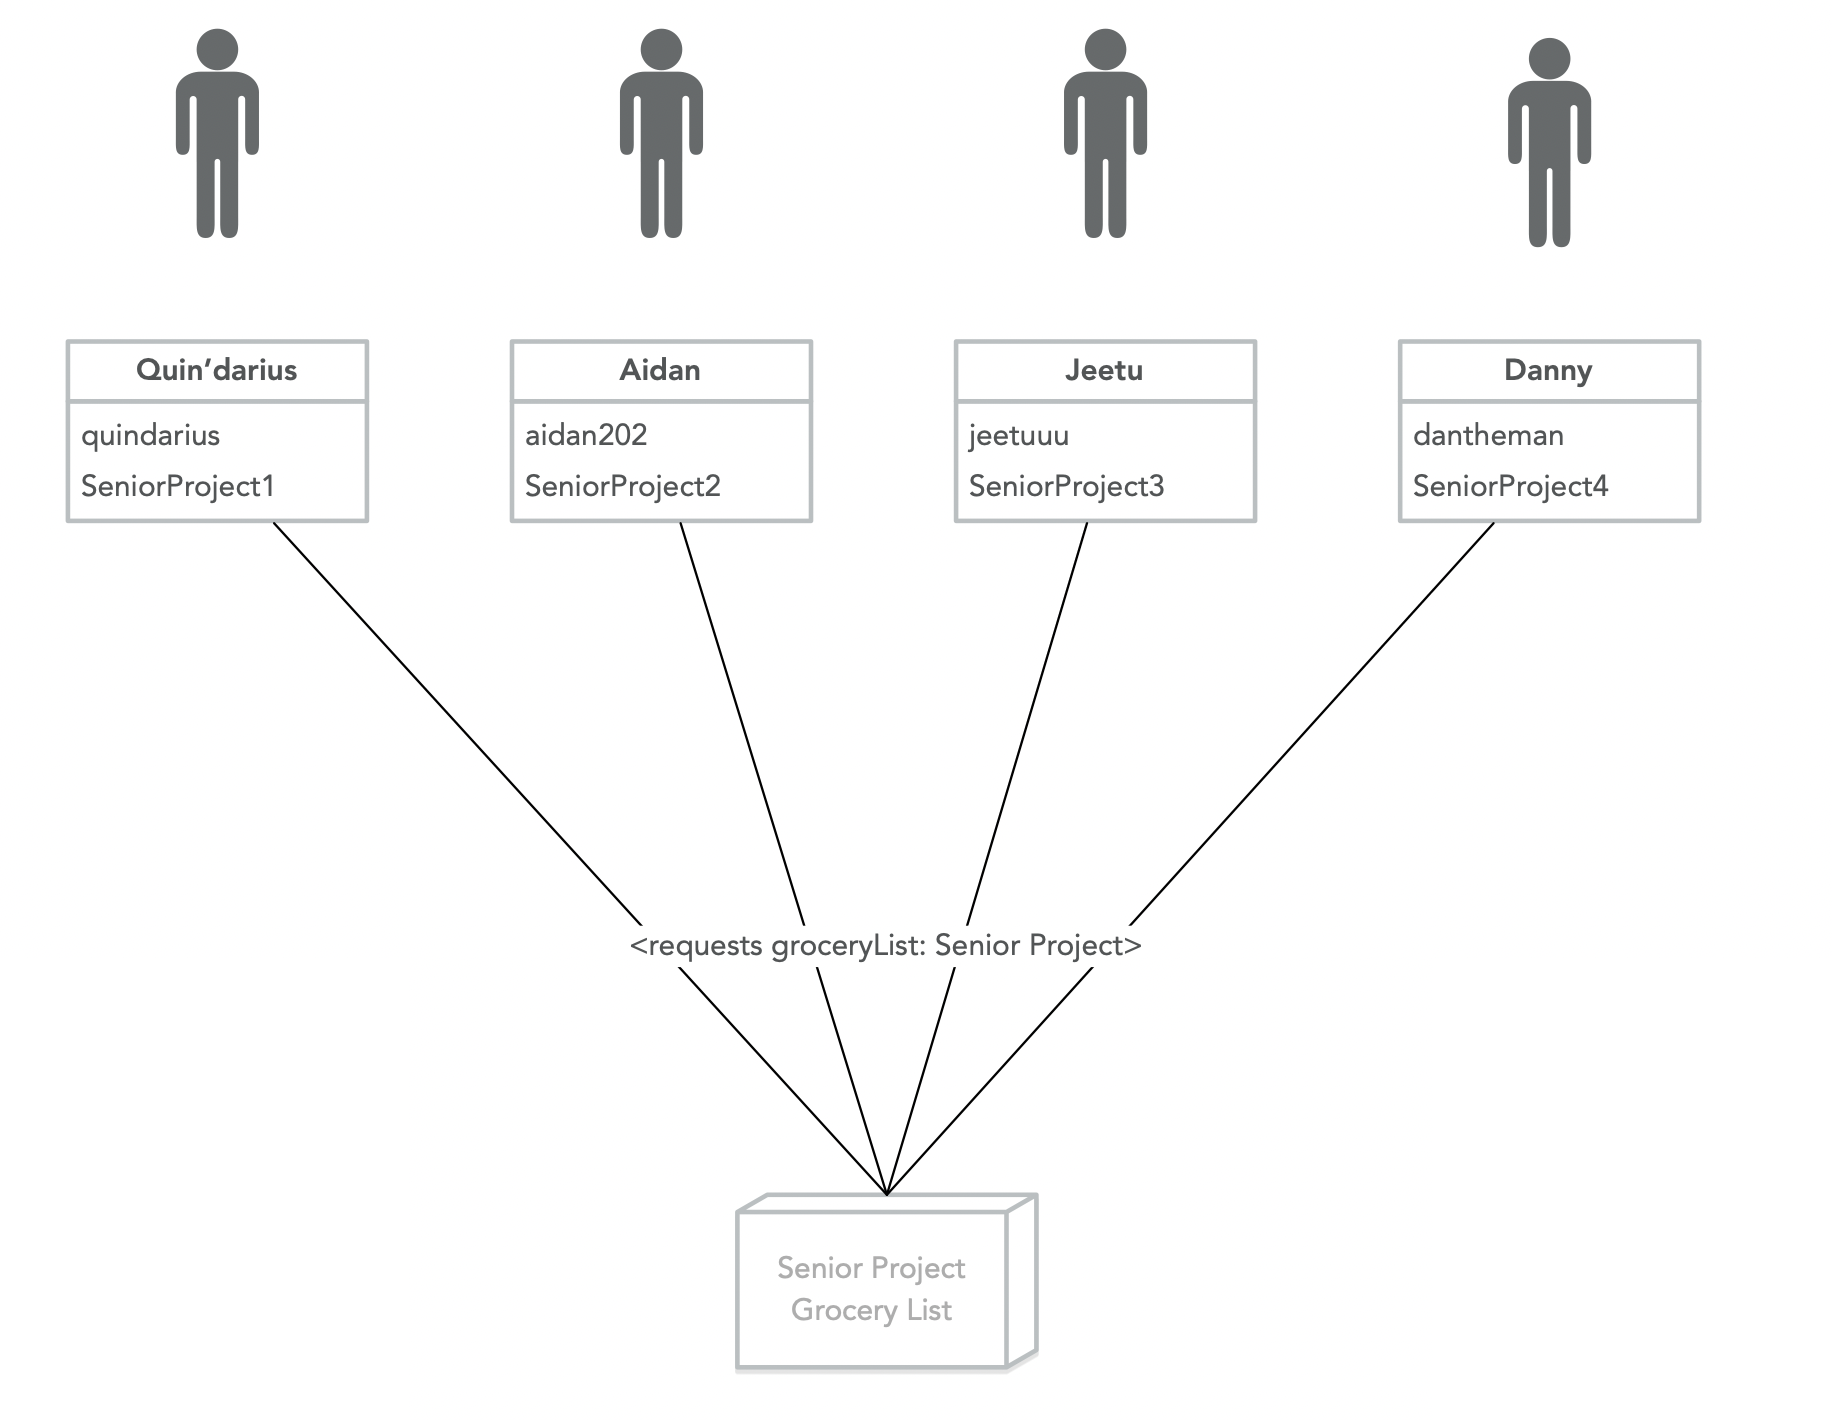 Quin’darius
quindarius
SeniorProject1
Aidan
aidan202
SeniorProject2
Jeetu
jeetuuu
SeniorProject3
Danny
dantheman
SeniorProject4
<requests groceryList: Senior Project>
Senior Project
Grocery List